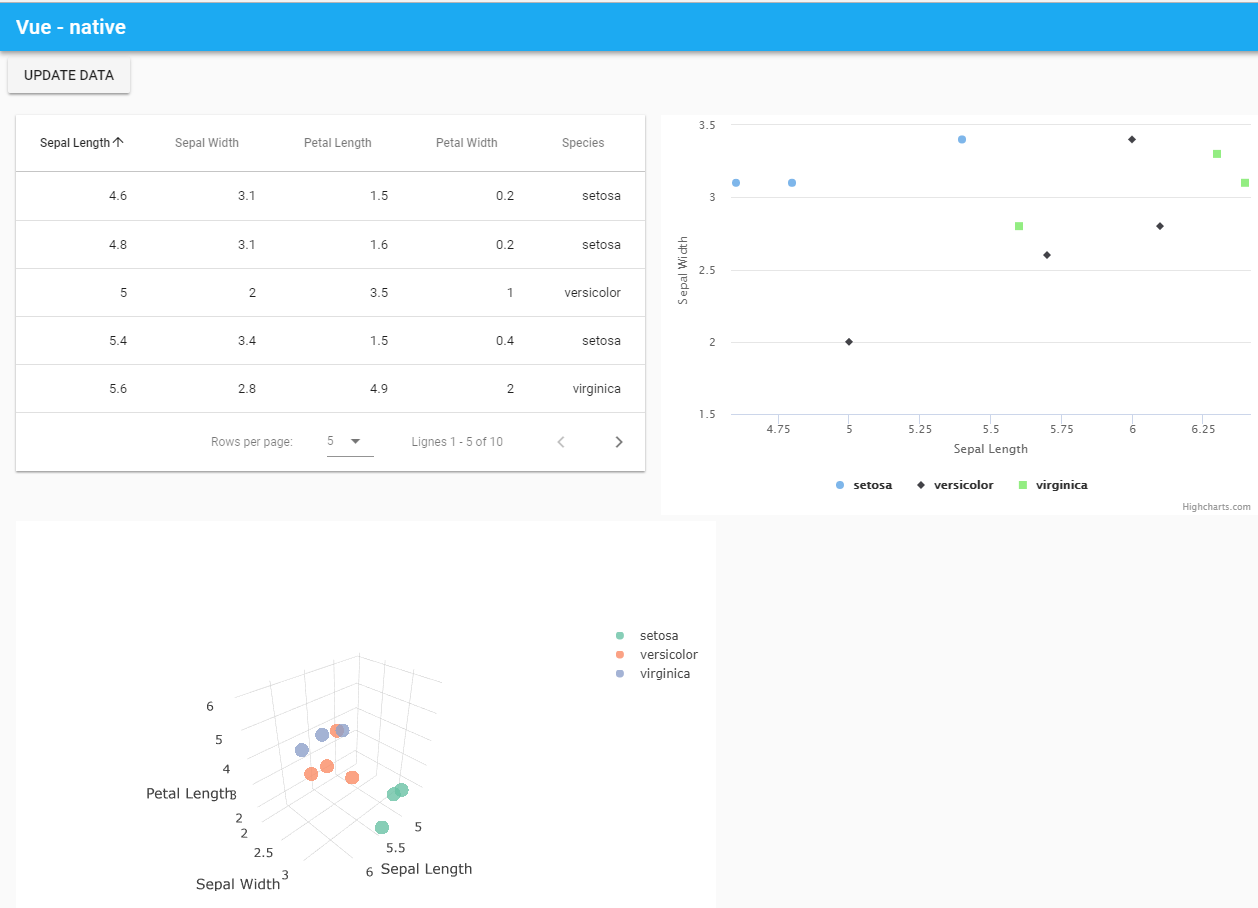 Vue - native
UPDATE DATA
Sepal Length Sepal Width Petal Length Petal Width Species
4.6 3.1 1.5 0.2 setosa
4.8 3.1 1.6 0.2 setosa
5 2 3.5 1 versicolor
5.4 3.4 1.5 0.4 setosa
5.6 2.8 4.9 2 virginica
Rows per page: 5 Lignes 1 - 5 of 10
3.5
3
2.5
2
1.5
Sepal Width
4.75 5 5.25 5.5 5.75 6 6.25
Sepal Length
setosa versicolor virginica
Highcharts.com
setosa
versicolor
virginica
6
5
4
Petal Length 3
2
2
2.5
3
Sepal Width
5
5.5
6
Sepal Length